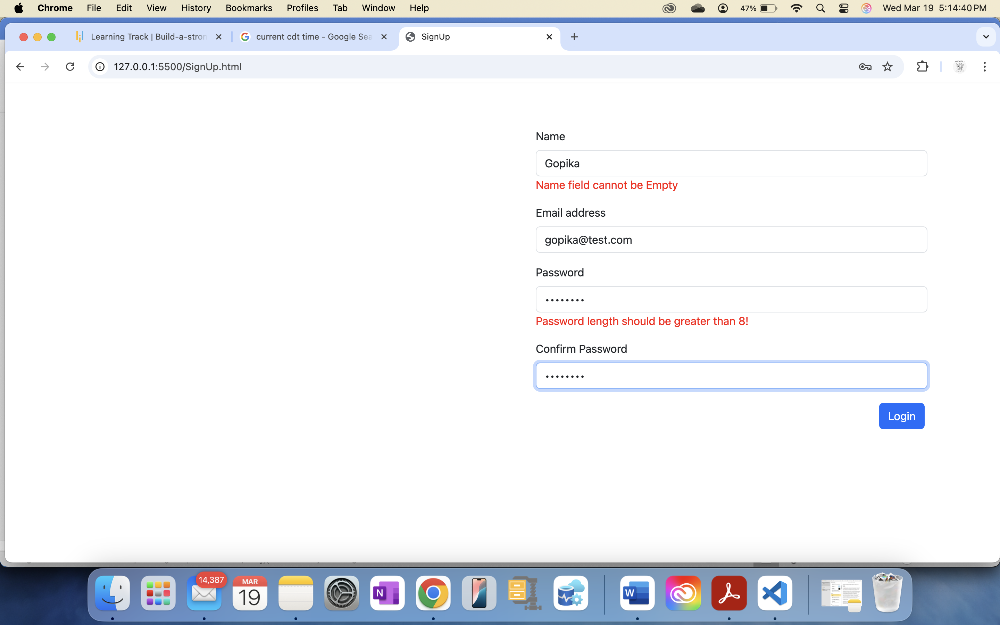 Chrome File Edit View History Bookmarks Profiles Tab Window Help 47% Wed Mar 19 5:14:40 PM
Learning Track | Build-a-stron current cdt time - Google Sea SignUp
127.0.0.1:5500/SignUp.html
Name
Gopika
Name field cannot be Empty
Email address
gopika@test.com
Password
••••••••
Password length should be greater than 8!
Confirm Password
••••••••
Login
14,387
MAR
19
N
W